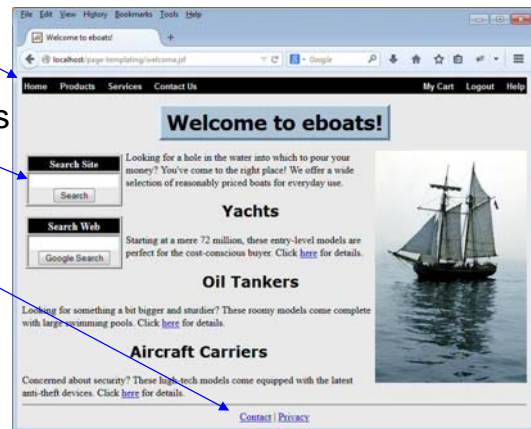 File Edit View History Bookmarks Tools Help
Welcome to eboats!
localhost/page-templating/welcome.jsf
Google
Home Products Services Contact Us My Cart Logout Help
s
Welcome to eboats!
Search Site
Search
Search Web
Google Search
Looking for a hole in the water into which to pour your
money? You've come to the right place! We offer a wide
selection of reasonably priced boats for everyday use.
Yachts
Starting at a mere 72 million, these entry-level models are
perfect for the cost-conscious buyer. Click here for details.
Oil Tankers
Looking for something a bit bigger and sturdier? These roomy models come complete
with large swimming pools. Click here for details.
Aircraft Carriers
Concerned about security? These high-tech models come equipped with the latest
anti-theft devices. Click here for details.
Contact | Privacy